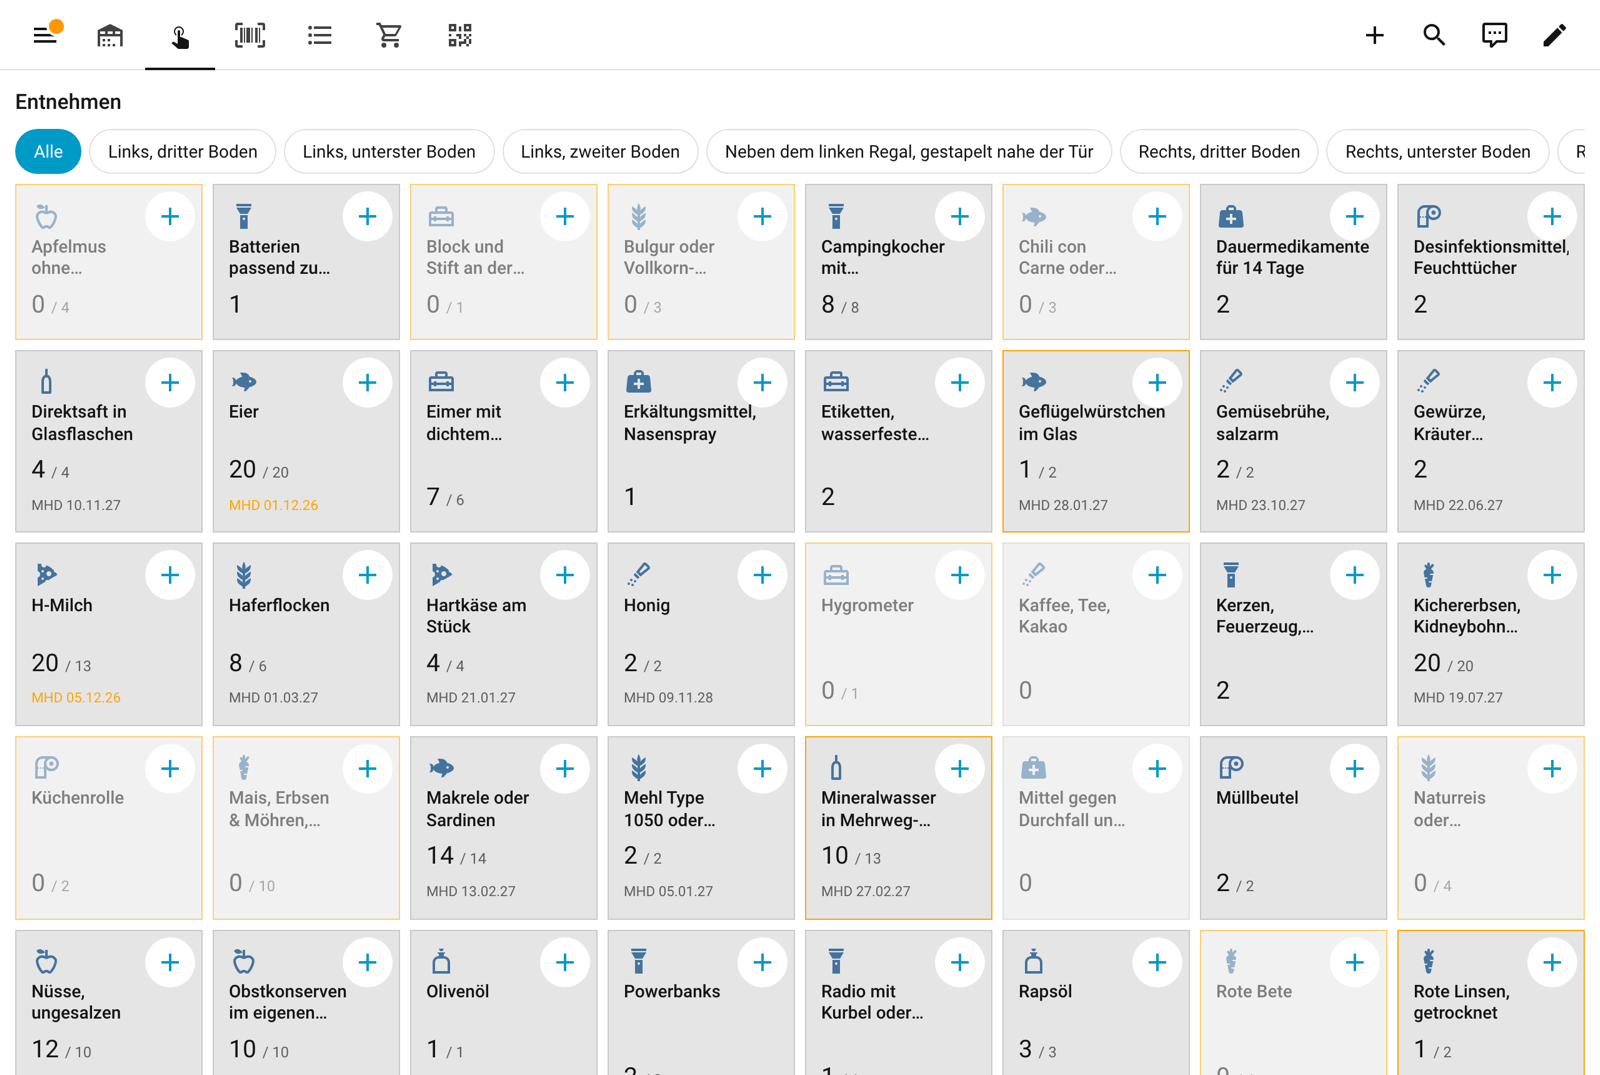 Entnehmen
Alle
Links, dritter Boden
Links, unterster Boden
Links, zweiter Boden
Neben dem linken Regal, gestapelt nahe der Tür
Rechts, dritter Boden
Rechts, unterster Boden
Apfelmus
ohne...
0 / 4
Batterien
passend zu...
1
Block und
Stift an der...
0 / 1
Bulgur oder
Vollkorn-...
0 / 3
Campingkocher
mit...
8 / 8
Chili con
Carne oder...
0 / 3
Dauermedikamente
für 14 Tage
2
Desinfektionsmittel,
Feuchttücher
2
Direktsaft in
Glasflaschen
4 / 4
MHD 10.11.27
Eier
20 / 20
MHD 01.12.26
Eimer mit
dichtem...
7 / 6
Erkältungsmittel,
Nasenspray
1
Etiketten,
wasserfeste...
2
Geflügelwürstchen
im Glas
1 / 2
MHD 28.01.27
Gemüsebrühe,
salzarm
2 / 2
MHD 23.10.27
Gewürze,
Kräuter...
2
MHD 22.06.27
H-Milch
20 / 13
MHD 05.12.26
Haferflocken
8 / 6
MHD 01.03.27
Hartkäse am
Stück
4 / 4
MHD 21.01.27
Honig
2 / 2
MHD 09.11.28
Hygrometer
0 / 1
Kaffee, Tee,
Kakao
0
Kerzen,
Feuerzeug,...
2
Kichererbsen,
Kidneybohn...
20 / 20
MHD 19.07.27
Küchenrolle
0 / 2
Mais, Erbsen
& Möhren,...
0 / 10
Makrele oder
Sardinen
14 / 14
MHD 13.02.27
Mehl Type
1050 oder...
2 / 2
MHD 05.01.27
Mineralwasser
in Mehrweg-...
10 / 13
MHD 27.02.27
Mittel gegen
Durchfall un...
0
Müllbeutel
2 / 2
Naturreis
oder...
0 / 4
Nüsse,
ungesalzen
12 / 10
Obstkonserven
im eigenen...
10 / 10
Olivenöl
1 / 1
Powerbanks
Radio mit
Kurbel oder...
Rapsöl
3 / 3
Rote Bete
Rote Linsen,
getrocknet
1 / 2